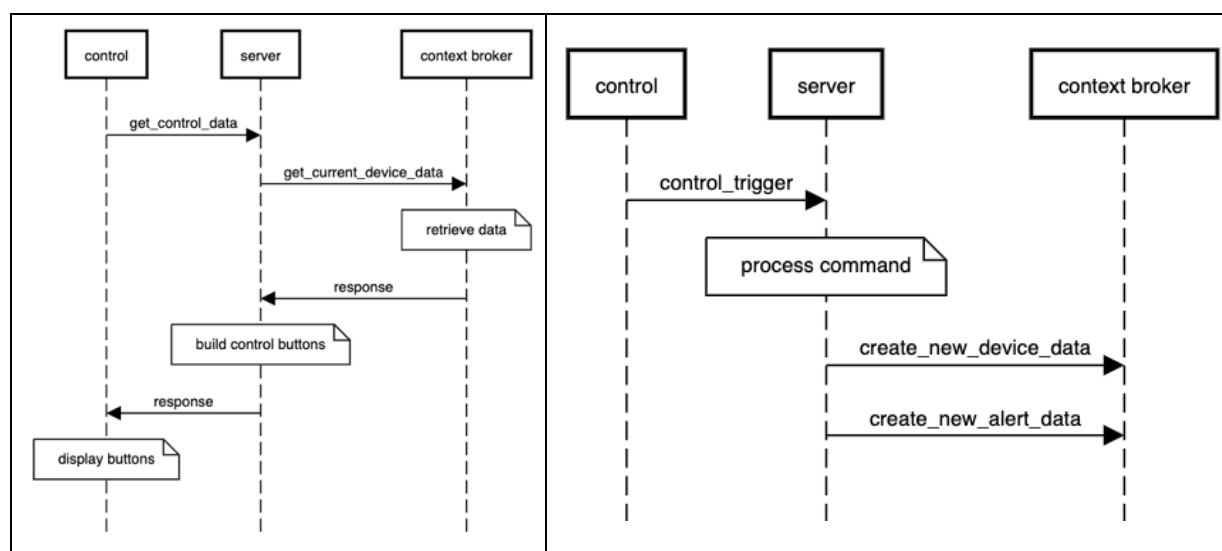 control
server
context broker
get_control_data
get_current_device_data
retrieve data
response
build control buttons
response
display buttons
control
server
context broker
control_trigger
process command
create_new_device_data
create_new_alert_data